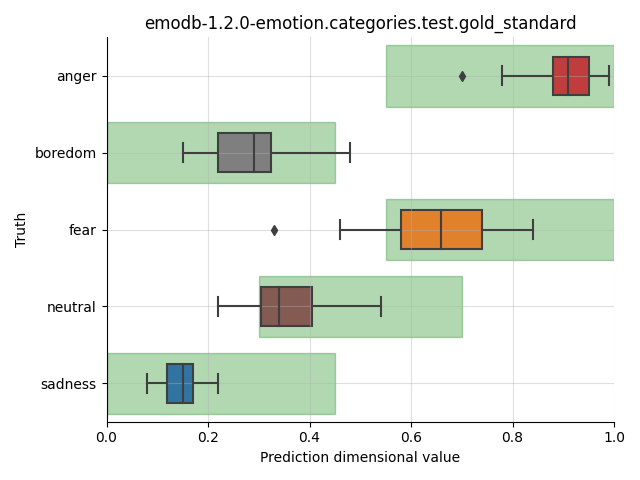 emodb-1.2.0-emotion.categories.test.gold_standard
Truth
anger
boredom
fear
neutral
sadness
0.0 0.2 0.4 0.6 0.8 1.0
Prediction dimensional value